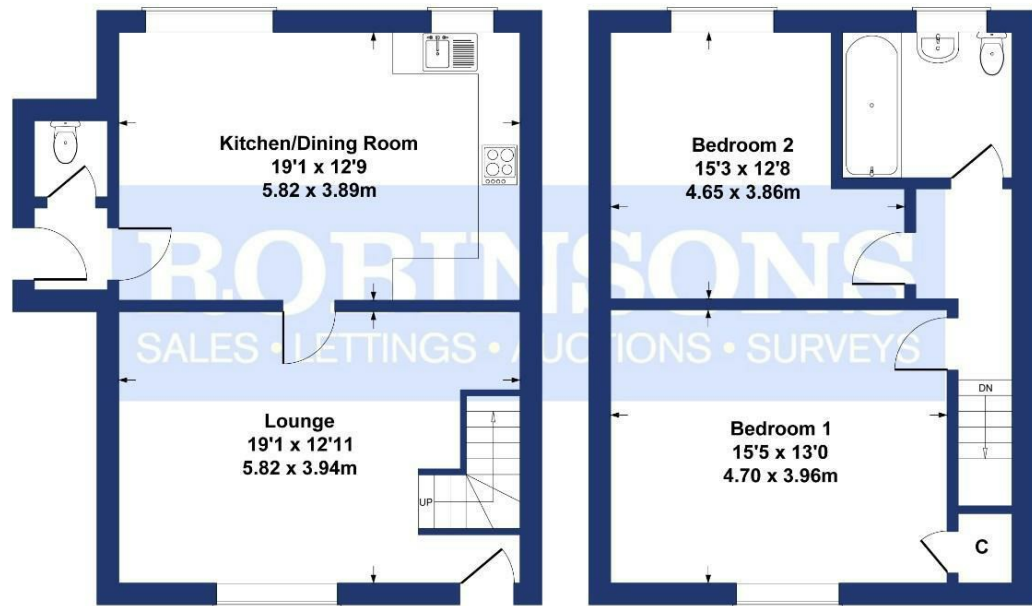 Kitchen/Dining Room
19'1 x 12'9
5.82 x 3.89m
Bedroom 2
15'3 x 12'8
4.65 x 3.86m
ROBINSONS
SALES • LETTINGS • AUCTIONS • SURVEYS
Lounge
19'1 x 12'11
5.82 x 3.94m
UP
Bedroom 1
15'5 x 13'0
4.70 x 3.96m
DN
C